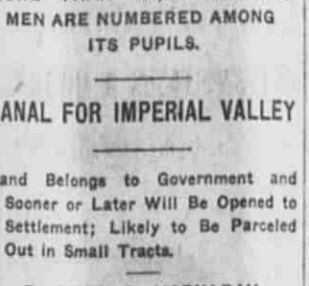 MEN ARE NUMBERED AMONG
ITS PUPILS.
ANAL FOR IMPERIAL VALLEY
and Belongs to Government and
Sooner or Later Will Be Opened to
Settlement; Likely to Be Parceled
Out in Small Tracts.